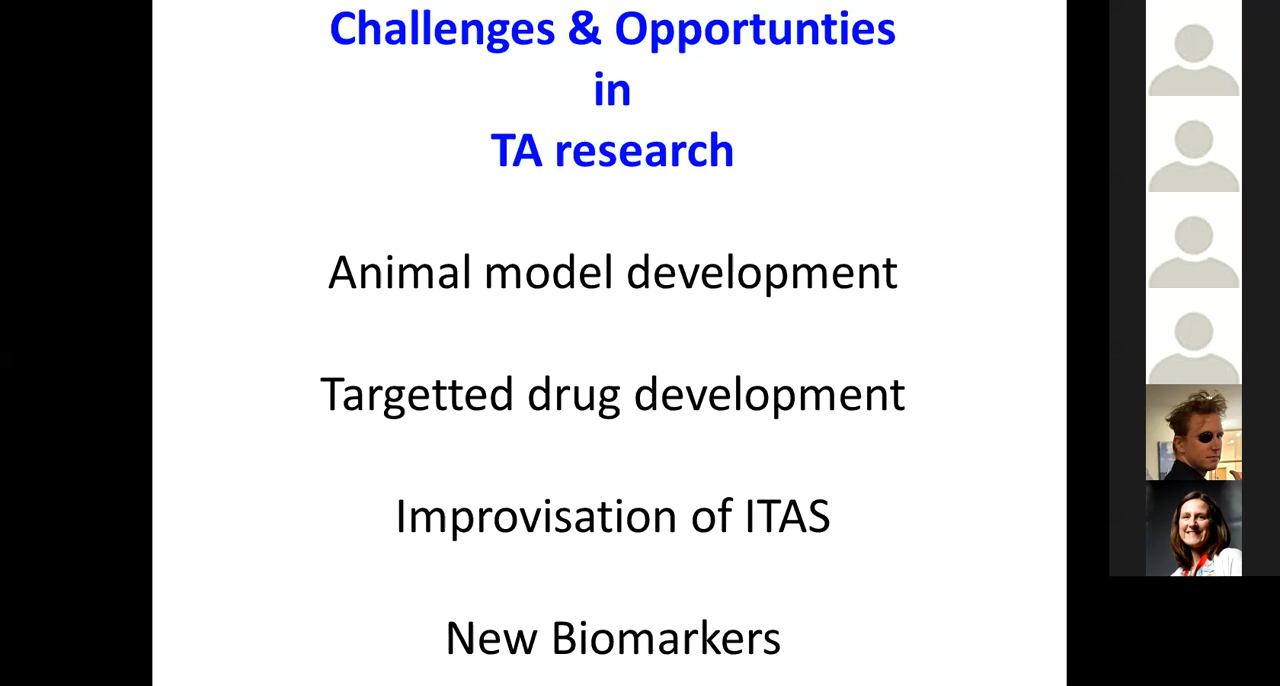 Challenges & Opportunties
in
TA research
Animal model development
Targetted drug development
Improvisation of ITAS
New Biomarkers